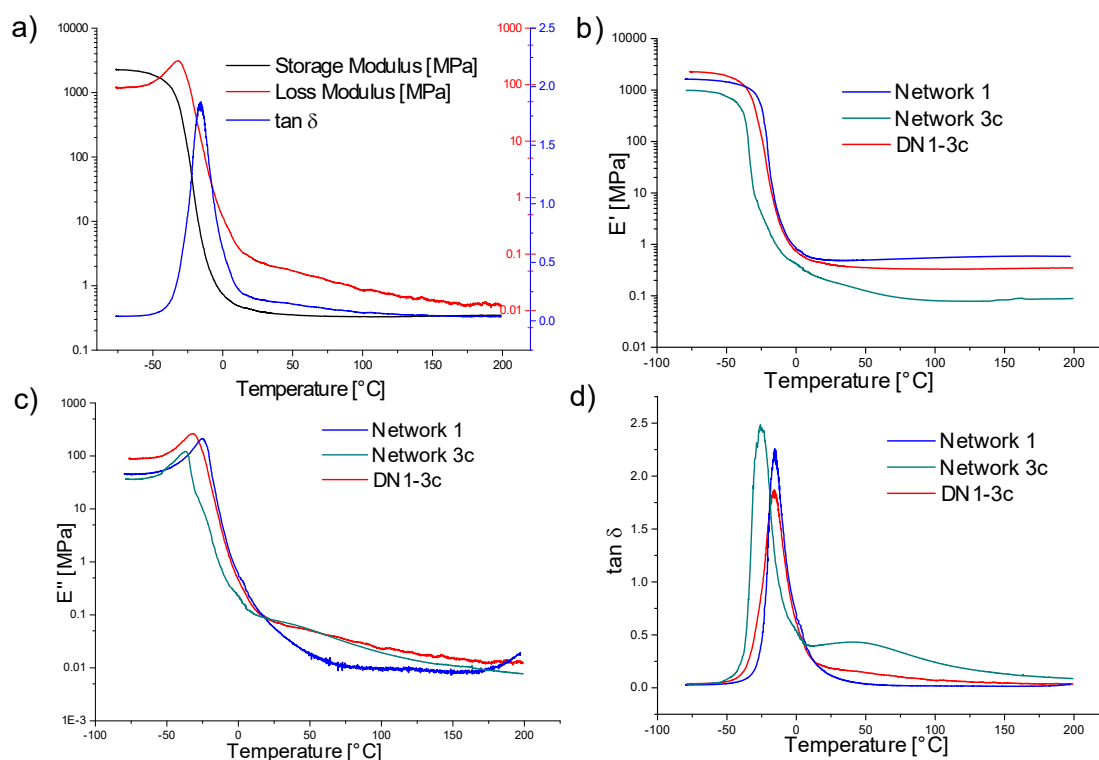 a)
10000
1000
100
10
1
0.1
1000
100
10
1
0.1
0.01
2.5
2.0
1.5
1.0
0.5
0.0
Storage Modulus [MPa]
Loss Modulus [MPa]
tan δ
-50 0 50 100 150 200
Temperature [°C]
b)
10000
1000
100
10
1
0.1
0.01
E' [MPa]
Network 1
Network 3c
DN1-3c
-100 -50 0 50 100 150 200
Temperature [°C]
c)
1000
100
10
1
0.1
0.01
1E-3
E" [MPa]
Network 1
Network 3c
DN1-3c
-100 -50 0 50 100 150 200
Temperature [°C]
d)
2.5
2.0
1.5
1.0
0.5
0.0
tan δ
Network 1
Network 3c
DN1-3c
-100 -50 0 50 100 150 200
Temperature [°C]